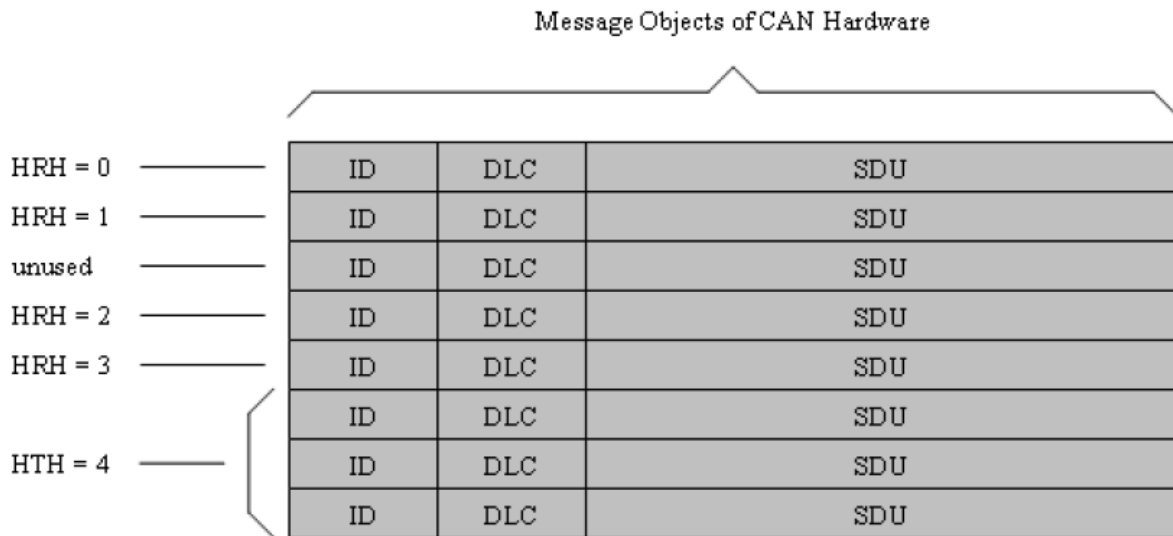 Message Objects of CAN Hardware
HRH = 0 ID DLC SDU
HRH = 1 ID DLC SDU
unused ID DLC SDU
HRH = 2 ID DLC SDU
HRH = 3 ID DLC SDU
ID DLC SDU
HTH = 4 ID DLC SDU
ID DLC SDU